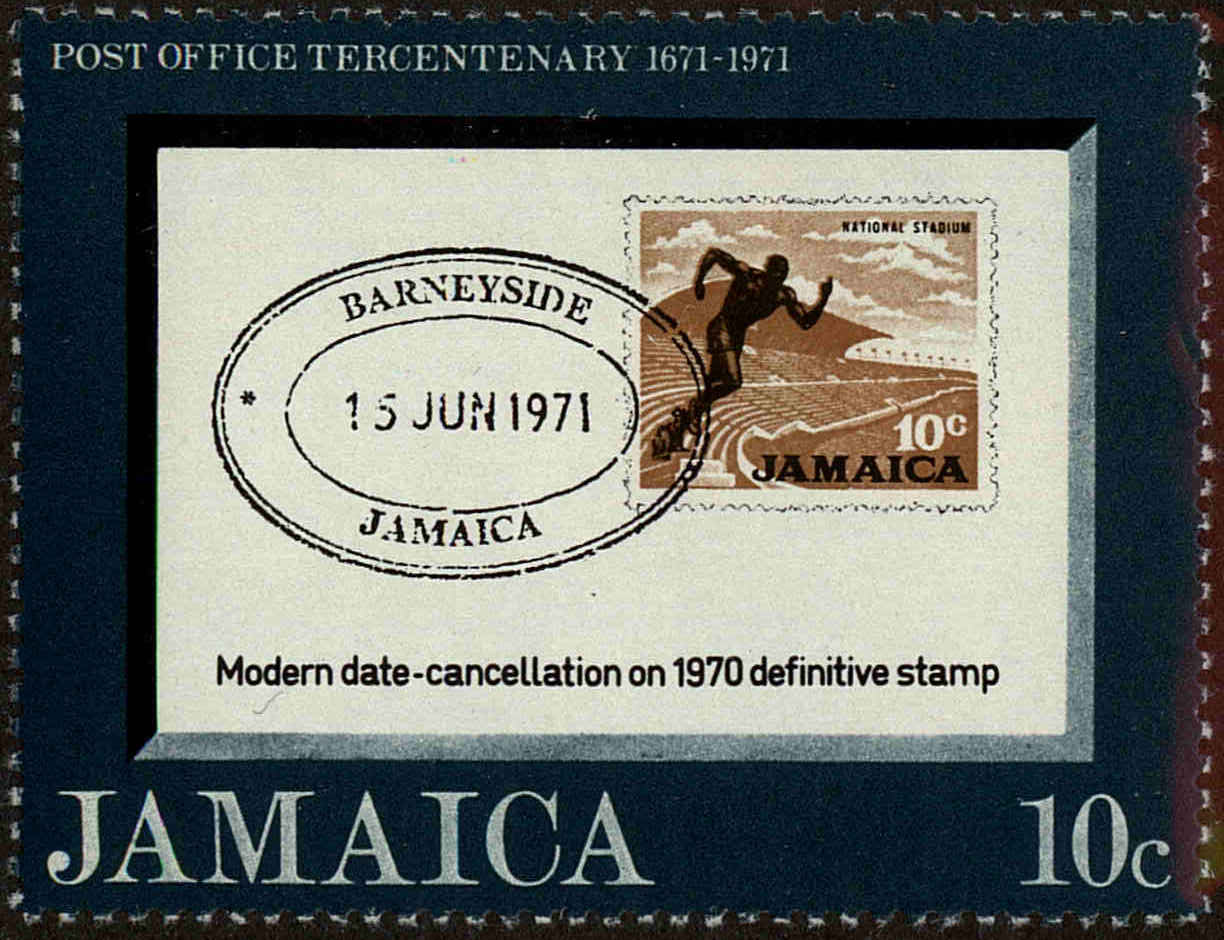 POST OFFICE TERCENTENARY 1671-1971
NATIONAL STADIUM
BARNEYSIDE
* 15 JUN 1971
JAMAICA
10c
JAMAICA
Modern date-cancellation on 1970 definitive stamp
JAMAICA 10c